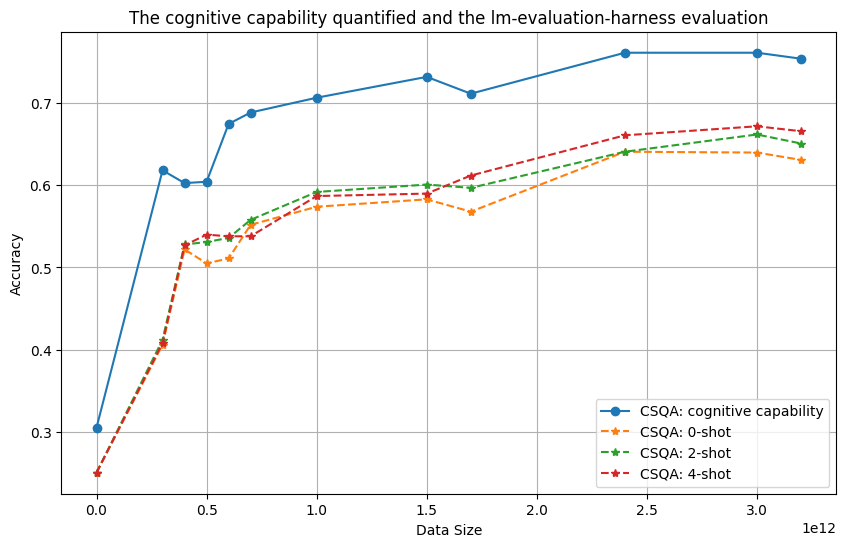 The cognitive capability quantified and the lm-evaluation-harness evaluation
Accuracy
0.7
0.6
0.5
0.4
0.3
CSQA: cognitive capability
CSQA: 0-shot
CSQA: 2-shot
CSQA: 4-shot
0.0 0.5 1.0 1.5 2.0 2.5 3.0
1e12
Data Size